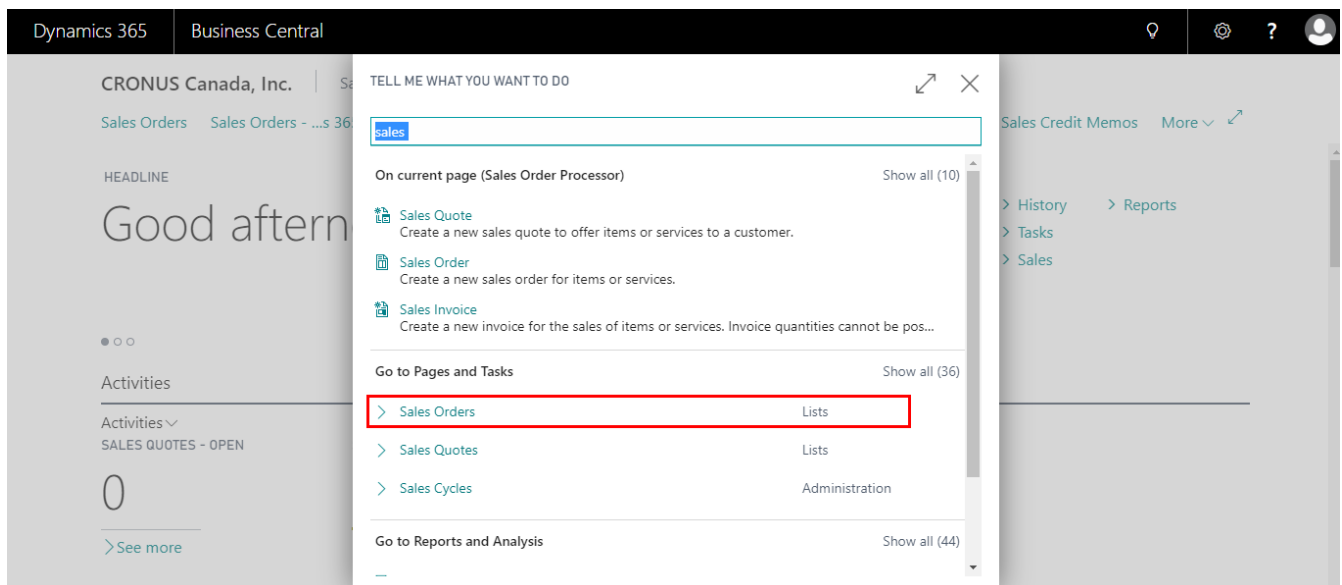 Dynamics 365 Business Central
?
CRONUS Canada, Inc. Sa
Sales Orders Sales Orders - ...s 36 Sales Credit Memos More
HEADLINE
Good aftern
> History > Reports
> Tasks
> Sales
Activities
Activities
SALES QUOTES - OPEN
0
>See more
TELL ME WHAT YOU WANT TO DO
sales
On current page (Sales Order Processor) Show all (10)
Sales Quote
Create a new sales quote to offer items or services to a customer.
Sales Order
Create a new sales order for items or services.
Sales Invoice
Create a new invoice for the sales of items or services. Invoice quantities cannot be pos...
Go to Pages and Tasks Show all (36)
> Sales Orders Lists
> Sales Quotes Lists
> Sales Cycles Administration
Go to Reports and Analysis Show all (44)